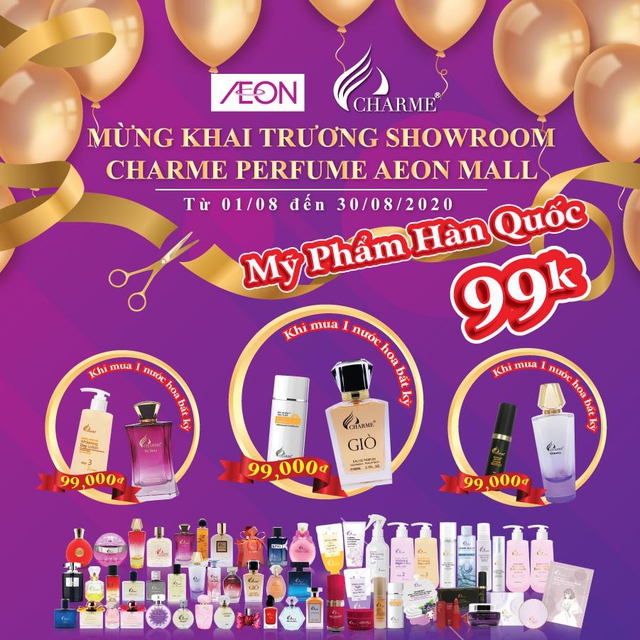 ÆON
CHARME®
MỪNG KHAI TRƯƠNG SHOWROOM
CHARME PERFUME AEON MALL
Từ 01/08 đến 30/08/2020
Mỹ Phẩm Hàn Quốc
99k
Khi mua 1 nước hoa bất kỳ
99,000đ
Khi mua 1 nước hoa bất kỳ
CHARME
GIÒ
99,000đ
Khi mua 1 nước hoa bất kỳ
99,000đ